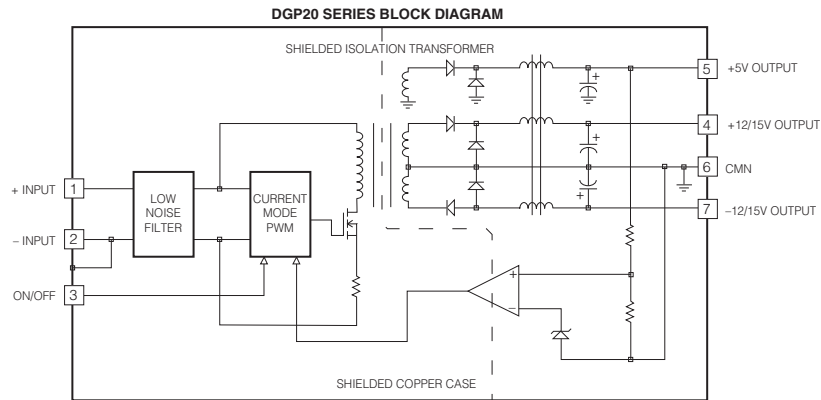 DGP20 SERIES BLOCK DIAGRAM
SHIELDED ISOLATION TRANSFORMER
5 +5V OUTPUT
+
4 +12/15V OUTPUT
+
6 CMN
+
7 –12/15V OUTPUT
+ INPUT 1
– INPUT 2
ON/OFF 3
LOW
NOISE
FILTER
CURRENT
MODE
PWM
+
–
SHIELDED COPPER CASE